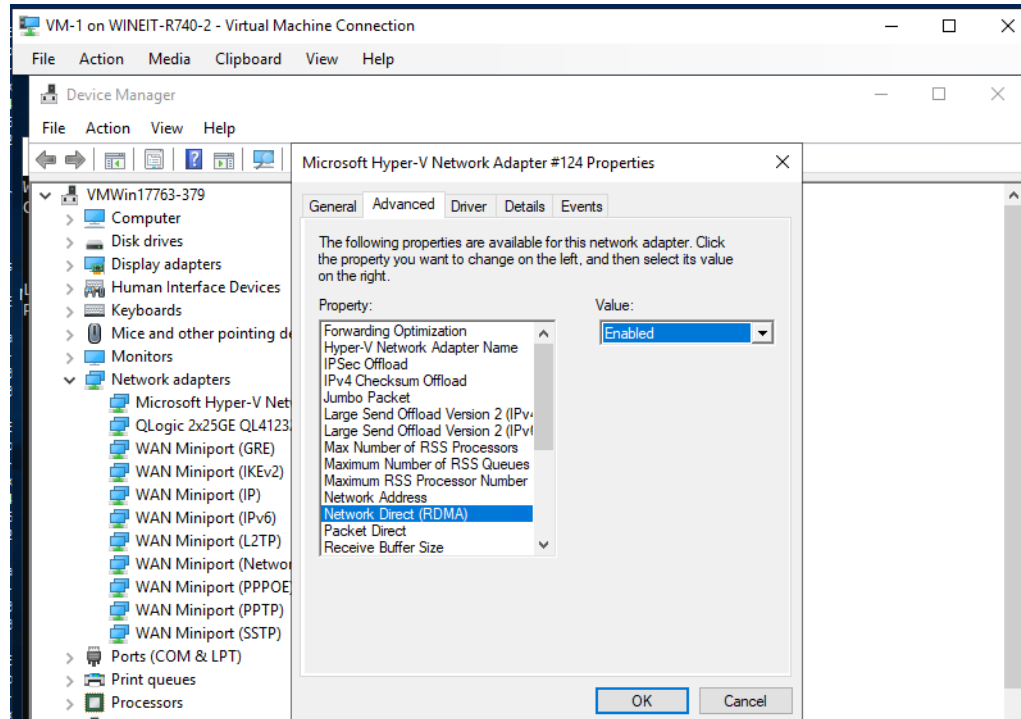 VM-1 on WINEIT-R740-2 - Virtual Machine Connection
File Action Media Clipboard View Help
Device Manager
File Action View Help
VMWin17763-379
Computer
Disk drives
Display adapters
Human Interface Devices
Keyboards
Mice and other pointing de
Monitors
Network adapters
Microsoft Hyper-V Net
QLogic 2x25GE QL4123
WAN Miniport (GRE)
WAN Miniport (IKEv2)
WAN Miniport (IP)
WAN Miniport (IPv6)
WAN Miniport (L2TP)
WAN Miniport (Networ
WAN Miniport (PPPOE)
WAN Miniport (PPTP)
WAN Miniport (SSTP)
Ports (COM & LPT)
Print queues
Processors
Microsoft Hyper-V Network Adapter #124 Properties
General Advanced Driver Details Events
The following properties are available for this network adapter. Click
the property you want to change on the left, and then select its value
on the right.
Property:
Value:
Forwarding Optimization
Hyper-V Network Adapter Name
IPSec Offload
IPv4 Checksum Offload
Jumbo Packet
Large Send Offload Version 2 (IPv4
Large Send Offload Version 2 (IPv6
Max Number of RSS Processors
Maximum Number of RSS Queues
Maximum RSS Processor Number
Network Address
Network Direct (RDMA)
Packet Direct
Receive Buffer Size
Enabled
OK Cancel